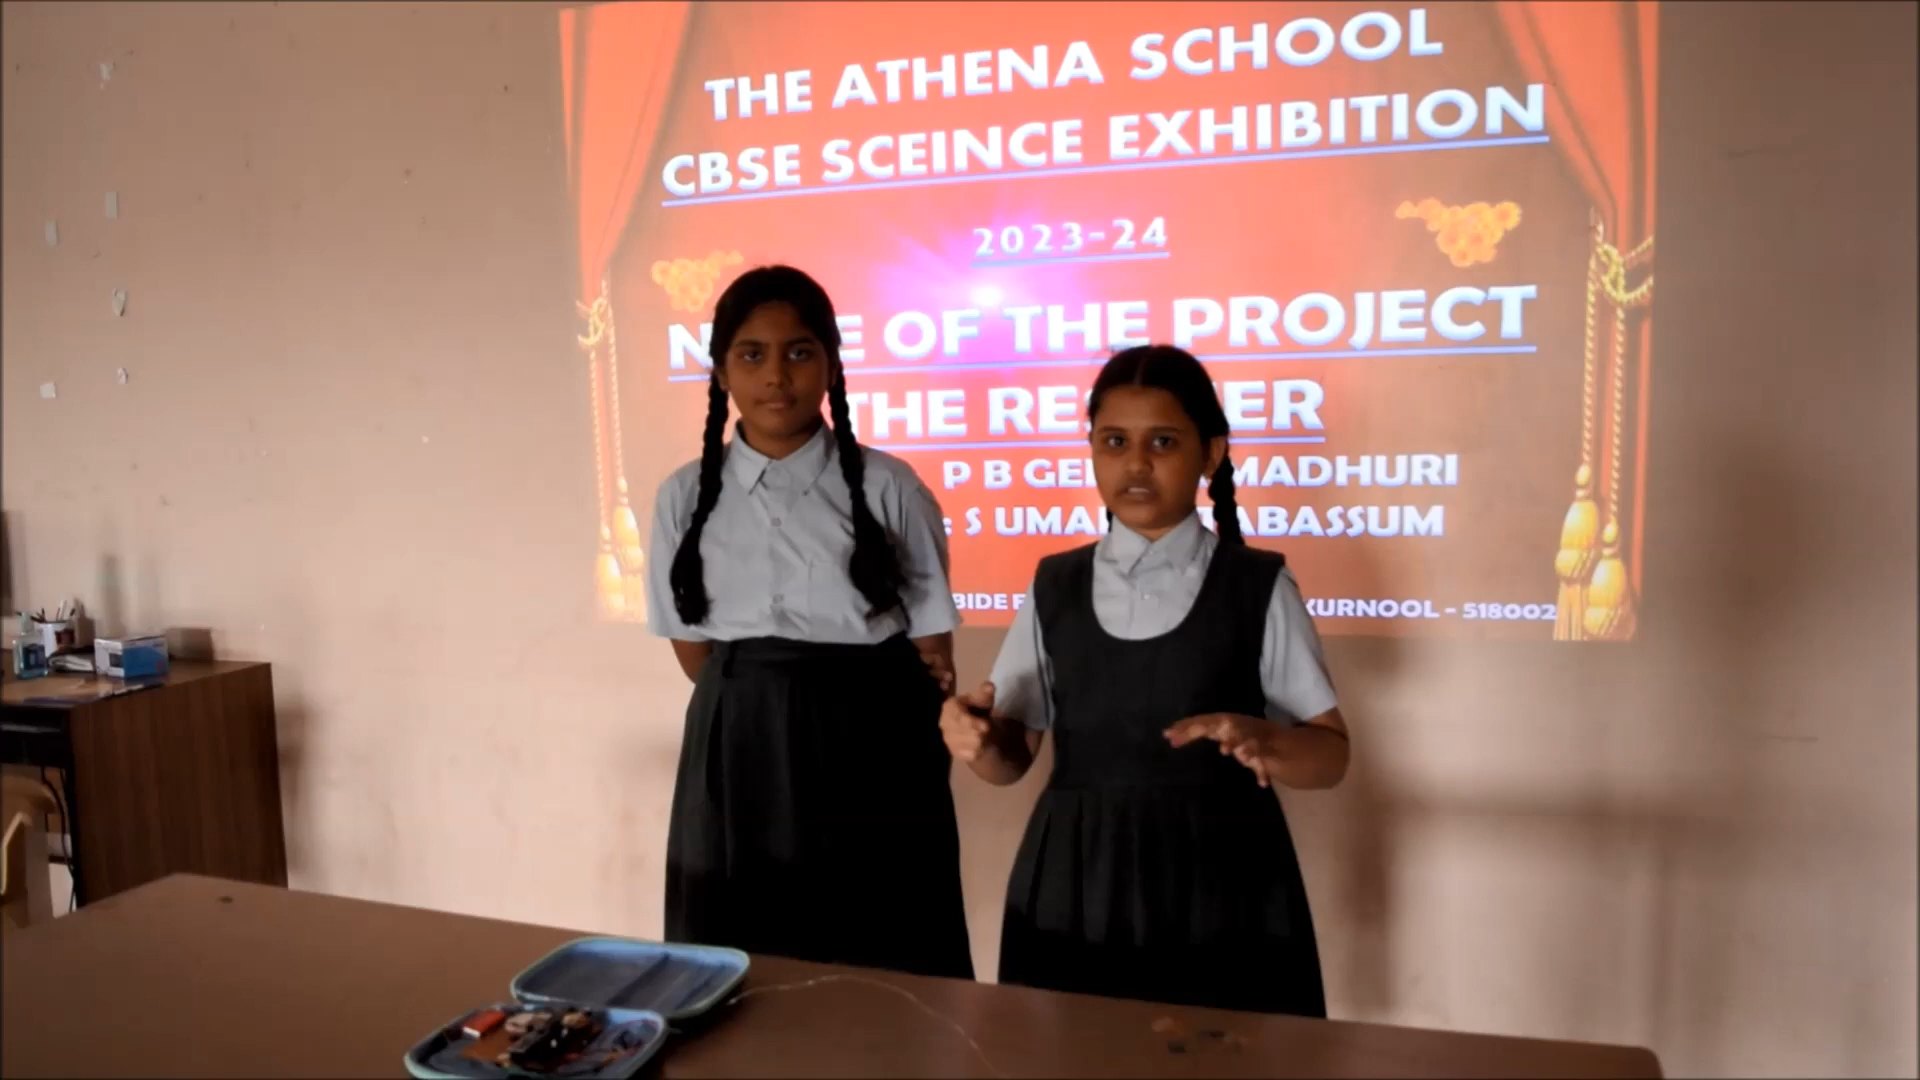 THE ATHENA SCHOOL
CBSE SCEINCE EXHIBITION
2023-24
OF THE PROJECT
THE
P B MADHURI
: S
KURNOOL - 518002